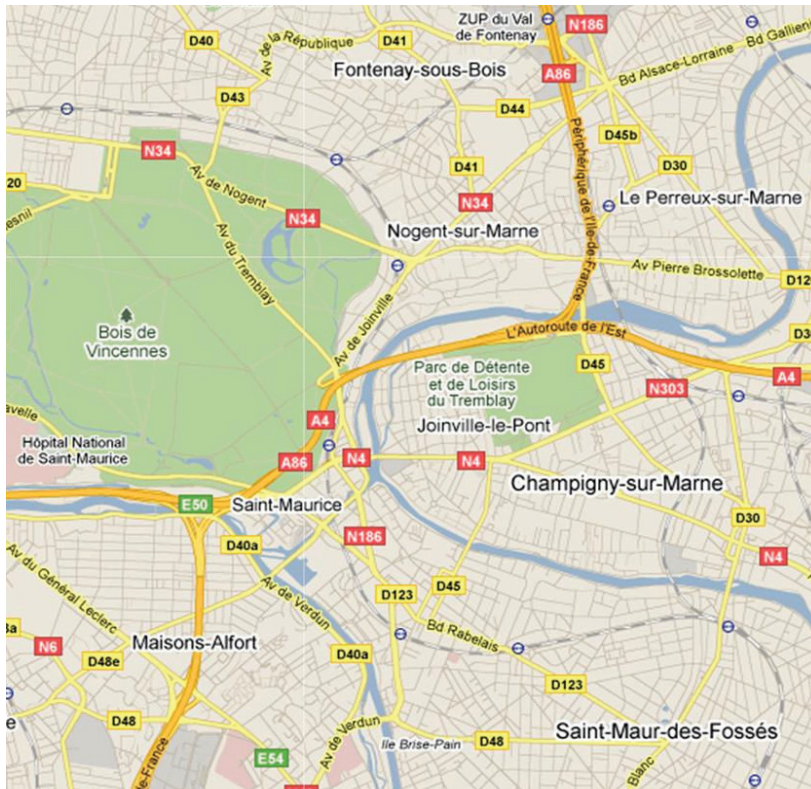 ZUP du Val
de Fontenay
N186
D40
Av de la République
D41
Bd Gallieni
Fontenay-sous-Bois
A86
Bd Alsace-Lorraine
D43
D44
D45b
N34
Av de Nogent
D41
D30
Périphérique de l'Ile-de-France
20
N34
N34
Le Perreux-sur-Marne
Nogent-sur-Marne
Av du Tremblay
Av Pierre Brossolette
D120
Bois de
Vincennes
Av de Joinville
L'Autoroute de l'Est
Parc de Détente
et de Loisirs
du Tremblay
D45
N303
A4
A4
Joinville-le-Pont
Hôpital National
de Saint-Maurice
A86
N4
N4
Champigny-sur-Marne
E50
Saint-Maurice
D30
N4
N186
D40a
Av du Général Leclerc
Av de Verdun
D123
D45
Bd Rabelais
N6
Maisons-Alfort
D48e
D40a
D123
D48
Av de Verdun
Ile Brise-Pain
D48
Saint-Maur-des-Fossés
E54
Blanc
de-France